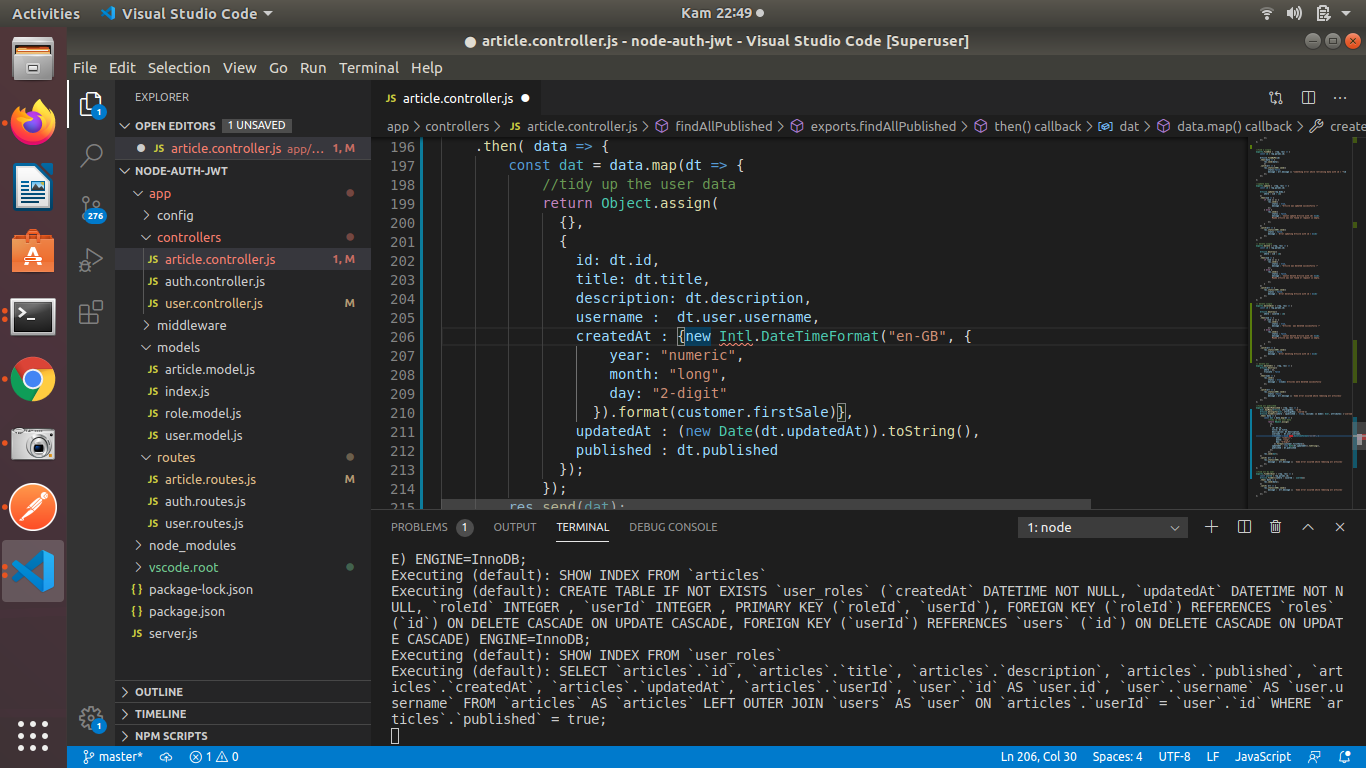 Activities
Visual Studio Code
Kam 22:49
● article.controller.js - node-auth-jwt - Visual Studio Code [Superuser]
File Edit Selection View Go Run Terminal Help
EXPLORER
OPEN EDITORS 1 UNSAVED
article.controller.js app/... 1, M
NODE-AUTH-JWT
app
config
controllers
JS article.controller.js 1, M
JS auth.controller.js
JS user.controller.js M
middleware
models
JS article.model.js
JS index.js
JS role.model.js
JS user.model.js
routes
JS article.routes.js M
JS auth.routes.js
JS user.routes.js
node_modules
vscode.root
{} package-lock.json
{} package.json
JS server.js
OUTLINE
TIMELINE
NPM SCRIPTS
1
276
1
JS article.controller.js ●
app > controllers > JS article.controller.js > findAllPublished > exports.findAllPublished > then() callback > dat > data.map() callback > create
196 .then( data => {
197 const dat = data.map(dt => {
198 //tidy up the user data
199 return Object.assign(
200 {},
201 {
202 id: dt.id,
203 title: dt.title,
204 description: dt.description,
205 username :  dt.user.username,
206 createdAt : {new Intl.DateTimeFormat("en-GB", {
207 year: "numeric",
208 month: "long",
209 day: "2-digit"
210 }).format(customer.firstSale)},
211 updatedAt : (new Date(dt.updatedAt)).toString(),
212 published : dt.published
213 });
214 });
215 res.send(dat);
PROBLEMS 1 OUTPUT TERMINAL DEBUG CONSOLE 1: node
E) ENGINE=InnoDB;
Executing (default): SHOW INDEX FROM `articles`
Executing (default): CREATE TABLE IF NOT EXISTS `user_roles` (`createdAt` DATETIME NOT NULL, `updatedAt` DATETIME NOT N
ULL, `roleId` INTEGER , `userId` INTEGER , PRIMARY KEY (`roleId`, `userId`), FOREIGN KEY (`roleId`) REFERENCES `roles`
(`id`) ON DELETE CASCADE ON UPDATE CASCADE, FOREIGN KEY (`userId`) REFERENCES `users` (`id`) ON DELETE CASCADE ON UPDAT
E CASCADE) ENGINE=InnoDB;
Executing (default): SHOW INDEX FROM `user_roles`
Executing (default): SELECT `articles`.`id`, `articles`.`title`, `articles`.`description`, `articles`.`published`, `art
icles`.`createdAt`, `articles`.`updatedAt`, `articles`.`userId`, `user`.`id` AS `user.id`, `user`.`username` AS `user.u
sername` FROM `articles` AS `articles` LEFT OUTER JOIN `users` AS `user` ON `articles`.`userId` = `user`.`id` WHERE `ar
ticles`.`published` = true;
master* 1 0 Ln 206, Col 30 Spaces: 4 UTF-8 LF JavaScript